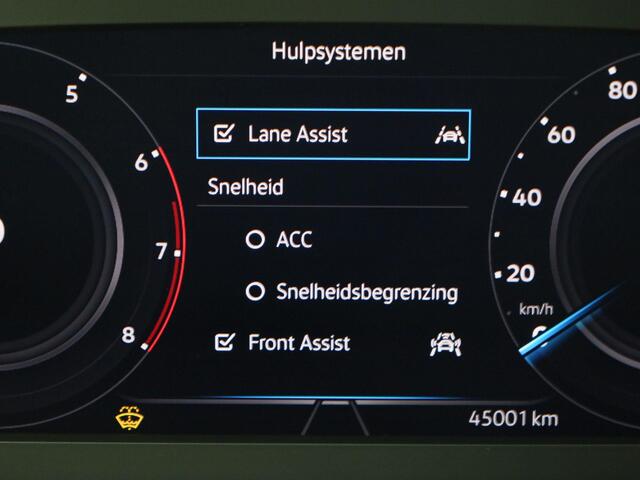 Hulpsystemen
5
6
7
8
Lane Assist
Snelheid
ACC
Snelheidsbegrenzing
Front Assist
80
60
40
20
km/h
0
45001 km